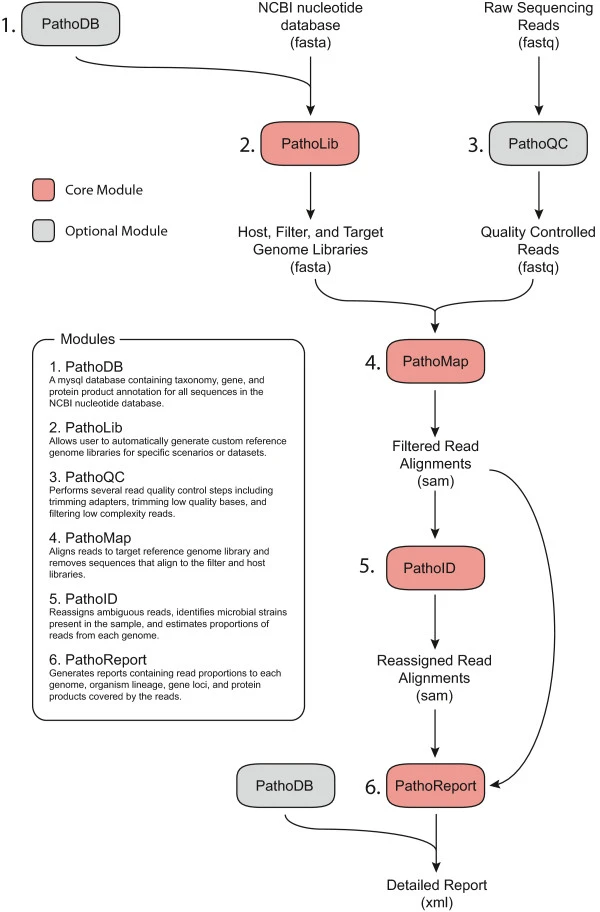 1.
PathoDB
NCBI nucleotide
database
(fasta)
Raw Sequencing
Reads
(fastq)
2.
PathoLib
3.
PathoQC
Core Module
Optional Module
Host, Filter, and Target
Genome Libraries
(fasta)
Quality Controlled
Reads
(fastq)
Modules
1. PathoDB
A mysql database containing taxonomy, gene, and
protein product annotation for all sequences in the
NCBI nucleotide database.
2. PathoLib
Allows user to automatically generate custom reference
genome libraries for specific scenarios or datasets.
3. PathoQC
Performs several read quality control steps including
trimming adapters, trimming low quality bases, and
filtering low complexity reads.
4. PathoMap
Aligns reads to target reference genome library and
removes sequences that align to the filter and host
libraries.
5. PathoID
Reassigns ambiguous reads, identifies microbial strains
present in the sample, and estimates proportions of
reads from each genome.
6. PathoReport
Generates reports containing read proportions to each
genome, organism lineage, gene loci, and protein
products covered by the reads.
4.
PathoMap
Filtered Read
Alignments
(sam)
5.
PathoID
Reassigned Read
Alignments
(sam)
PathoDB
6.
PathoReport
Detailed Report
(xml)